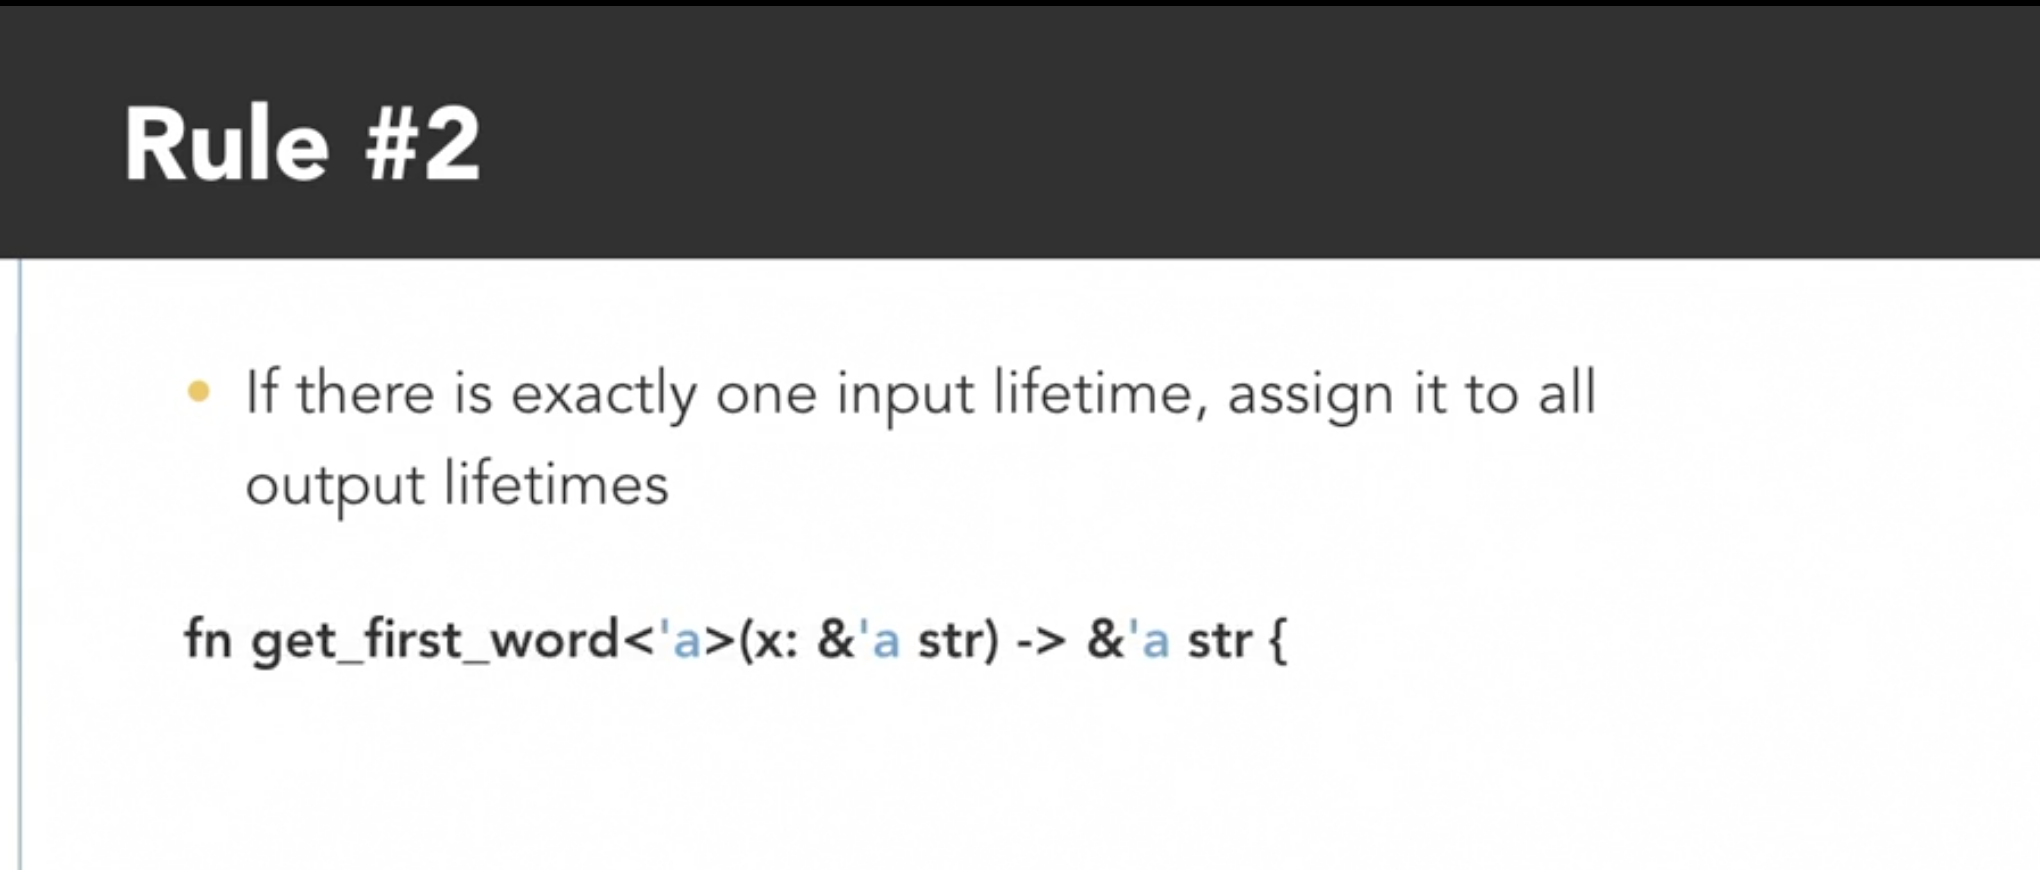 Rule #2
If there is exactly one input lifetime, assign it to all
output lifetimes
fn get_first_word<'a>(x: &'a str) -> &'a str {